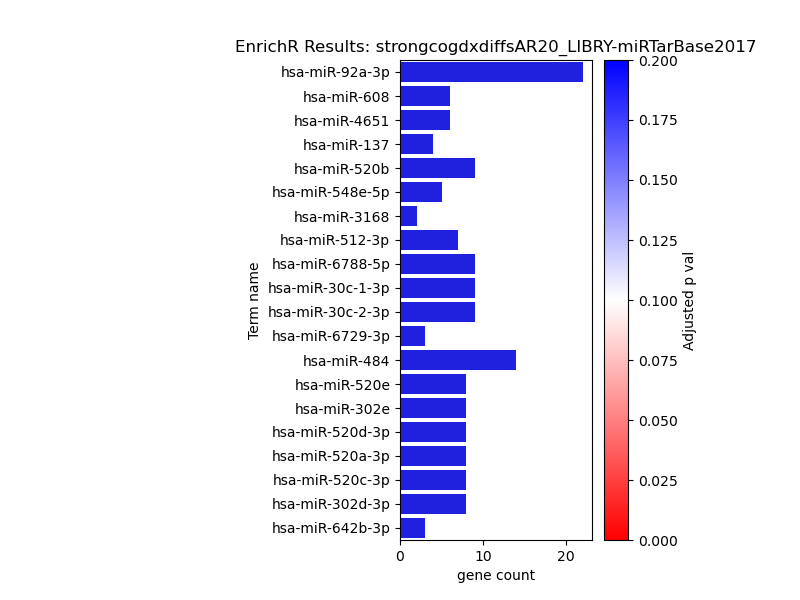 EnrichR Results: strongcogdxdiffsAR20_LIBRY-miRTarBase2017
hsa-miR-92a-3p
hsa-miR-608
hsa-miR-4651
hsa-miR-137
hsa-miR-520b
hsa-miR-548e-5p
hsa-miR-3168
hsa-miR-512-3p
hsa-miR-6788-5p
hsa-miR-30c-1-3p
hsa-miR-30c-2-3p
hsa-miR-6729-3p
hsa-miR-484
hsa-miR-520e
hsa-miR-302e
hsa-miR-520d-3p
hsa-miR-520a-3p
hsa-miR-520c-3p
hsa-miR-302d-3p
hsa-miR-642b-3p
Term name
0 10 20
gene count
0.200
0.175
0.150
0.125
0.100
0.075
0.050
0.025
0.000
Adjusted p val